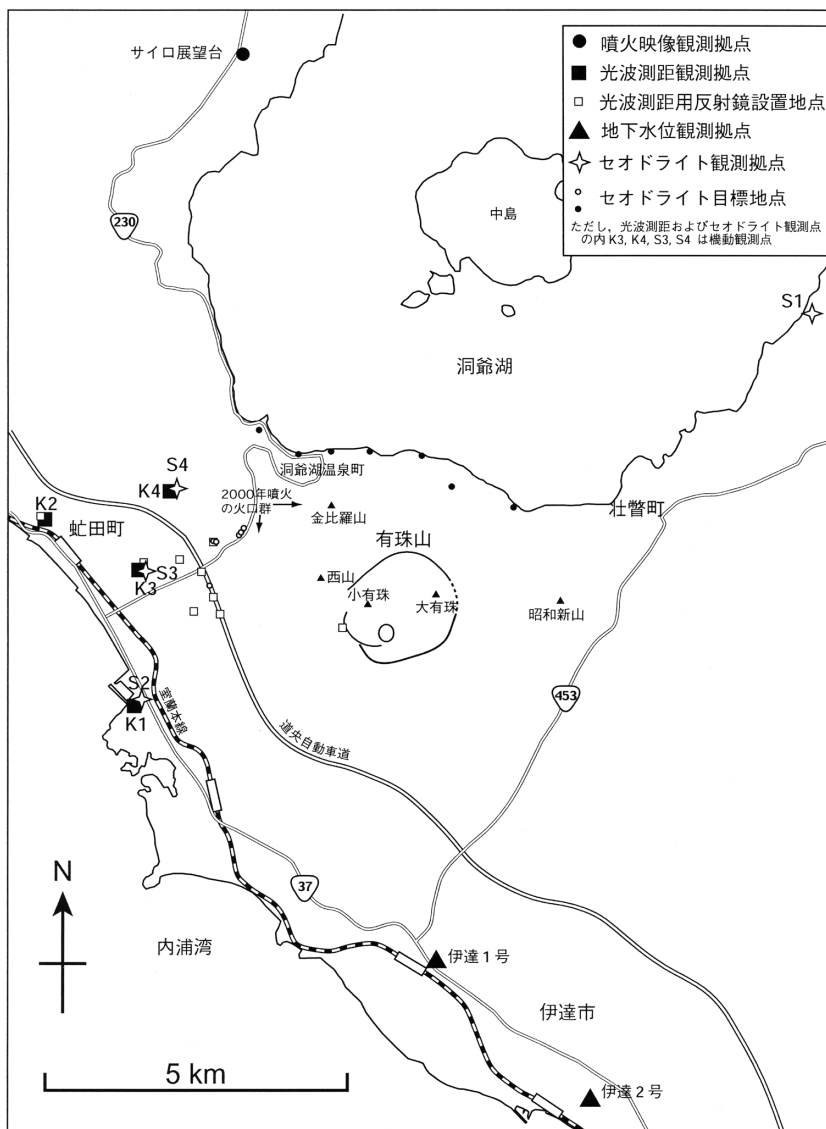 サイロ展望台
噴火映像観測拠点
光波測距観測拠点
光波測距用反射鏡設置地点
地下水位観測拠点
セオドライト観測拠点
セオドライト目標地点
ただし，光波測距およびセオドライト観測点
の内 K3, K4, S3, S4 は機動観測点
230
中島
S1
洞爺湖
S4
K4
洞爺湖温泉町
2000年噴火
の火口群
金比羅山
壮瞥町
K2
虻田町
有珠山
S3
K3
西山
小有珠
大有珠
昭和新山
S2
K1
室蘭本線
道央自動車道
453
N
37
内浦湾
伊達1号
伊達市
5 km
伊達2号